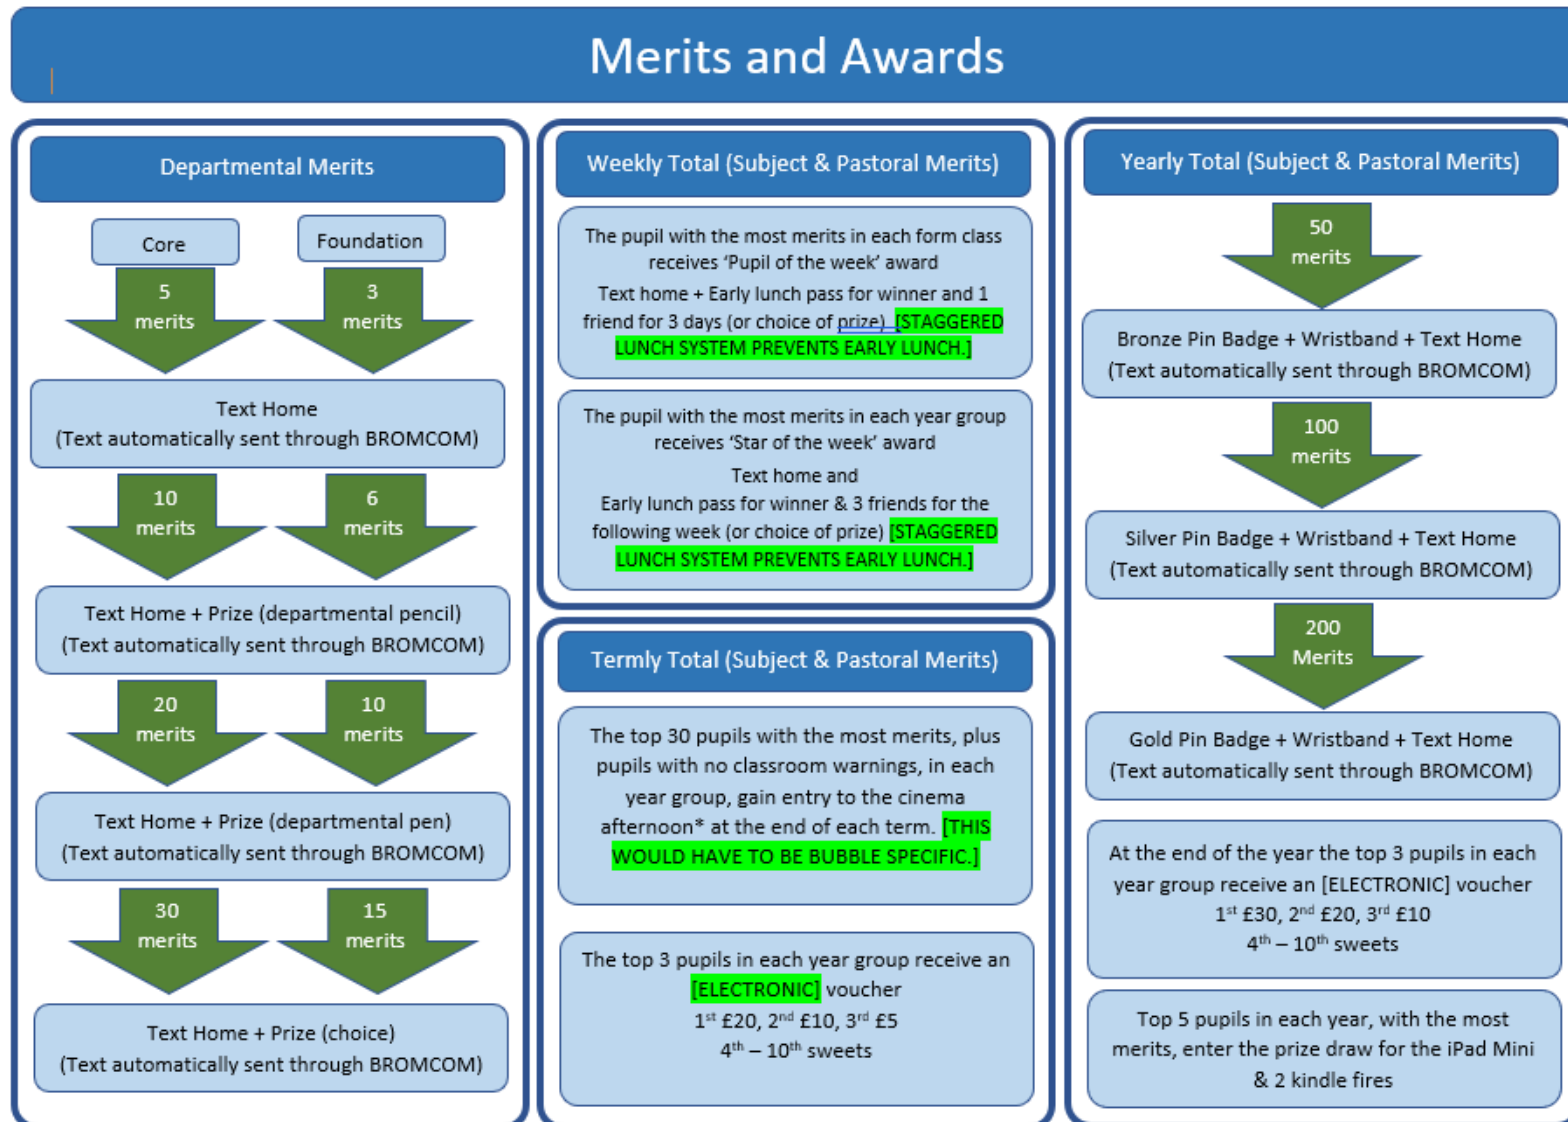 Merits and Awards
Departmental Merits
Core
Foundation
5
merits
3
merits
Text Home
(Text automatically sent through BROMCOM)
10
merits
6
merits
Text Home + Prize (departmental pencil)
(Text automatically sent through BROMCOM)
20
merits
10
merits
Text Home + Prize (departmental pen)
(Text automatically sent through BROMCOM)
30
merits
15
merits
Text Home + Prize (choice)
(Text automatically sent through BROMCOM)
Weekly Total (Subject & Pastoral Merits)
The pupil with the most merits in each form class
receives ‘Pupil of the week’ award
Text home + Early lunch pass for winner and 1
friend for 3 days (or choice of prize) [STAGGERED
LUNCH SYSTEM PREVENTS EARLY LUNCH.]
The pupil with the most merits in each year group
receives ‘Star of the week’ award
Text home and
Early lunch pass for winner & 3 friends for the
following week (or choice of prize) [STAGGERED
LUNCH SYSTEM PREVENTS EARLY LUNCH.]
Termly Total (Subject & Pastoral Merits)
The top 30 pupils with the most merits, plus
pupils with no classroom warnings, in each
year group, gain entry to the cinema
afternoon* at the end of each term. [THIS
WOULD HAVE TO BE BUBBLE SPECIFIC.]
The top 3 pupils in each year group receive an
[ELECTRONIC] voucher
1st £20, 2nd £10, 3rd £5
4th – 10th sweets
Yearly Total (Subject & Pastoral Merits)
50
merits
Bronze Pin Badge + Wristband + Text Home
(Text automatically sent through BROMCOM)
100
merits
Silver Pin Badge + Wristband + Text Home
(Text automatically sent through BROMCOM)
200
Merits
Gold Pin Badge + Wristband + Text Home
(Text automatically sent through BROMCOM)
At the end of the year the top 3 pupils in each
year group receive an [ELECTRONIC] voucher
1st £30, 2nd £20, 3rd £10
4th – 10th sweets
Top 5 pupils in each year, with the most
merits, enter the prize draw for the iPad Mini
& 2 kindle fires